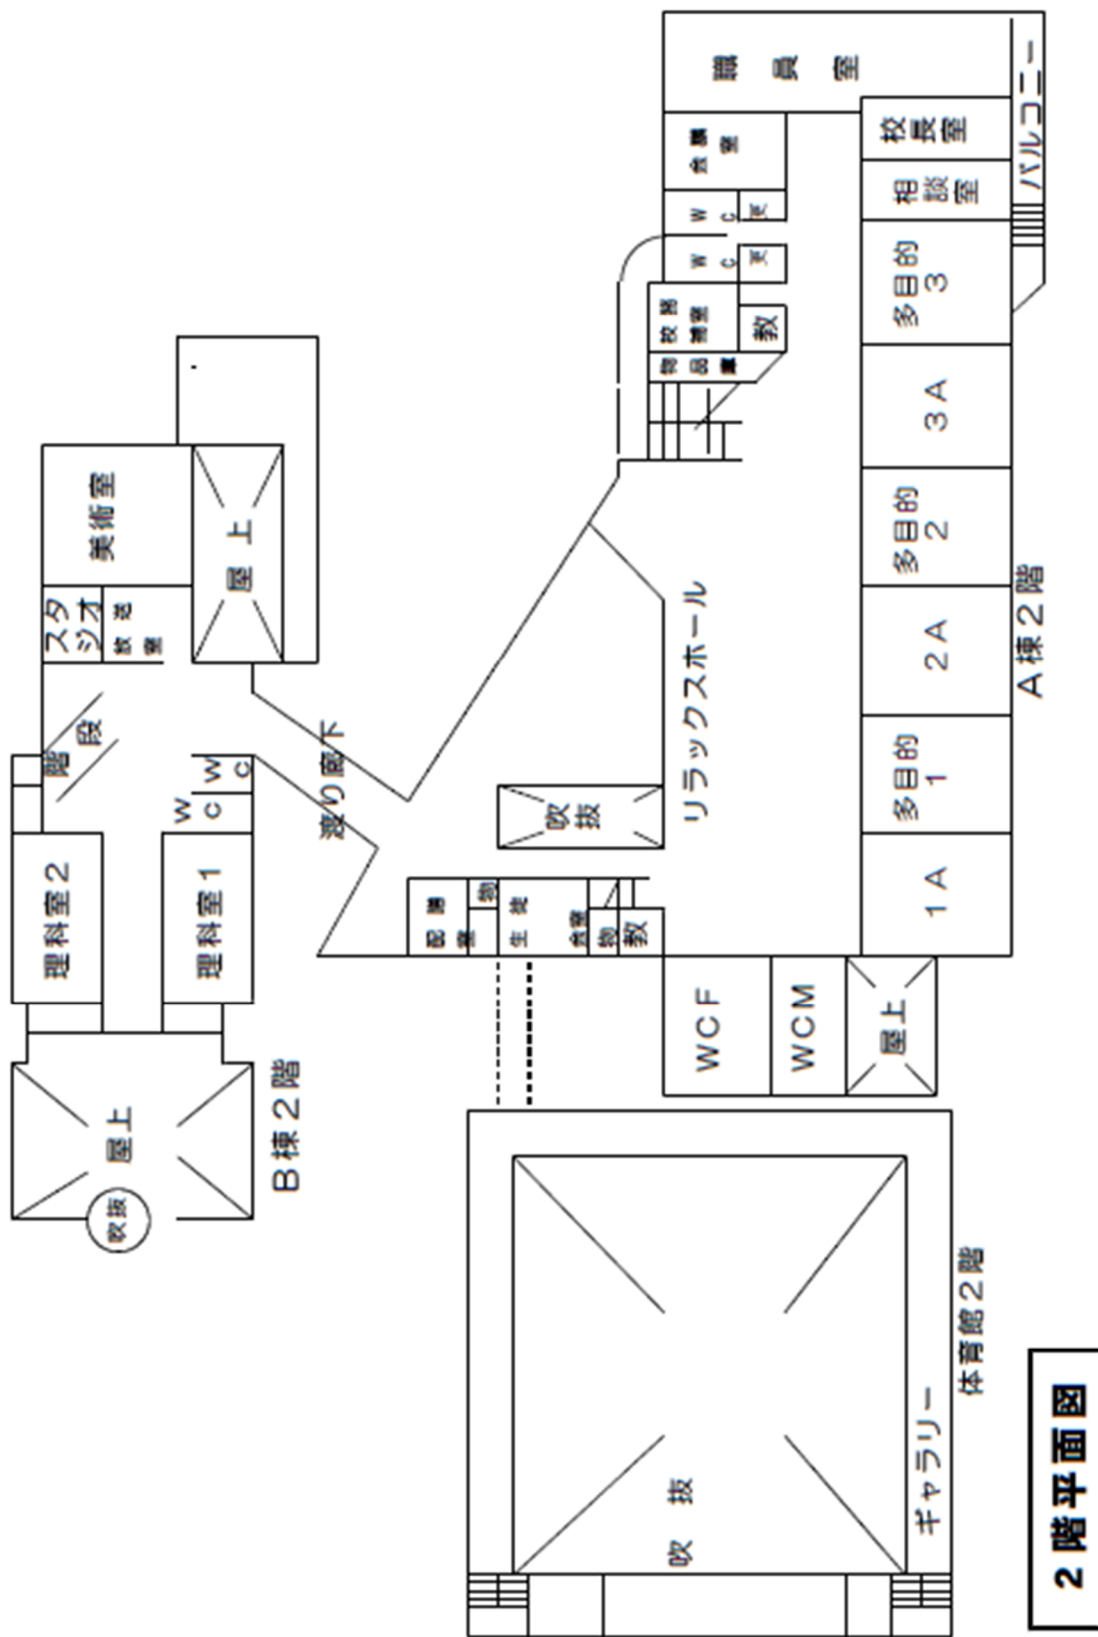 ２階平面図
吹抜
屋上
理科室２
理科室１
階段
ＷＣ
ＷＣ
スタジオ
放送室
美術室
屋上
Ｂ棟２階
渡り廊下
配膳室
物
生徒会室
物
教
吹抜
リラックスホール
物品庫
校務補室
教
ＷＣ
更
ＷＣ
更
会議室
職員室
ＷＣＦ
ＷＣＭ
屋上
１Ａ
多目的１
２Ａ
多目的２
３Ａ
多目的３
相談室
校長室
バルコニー
Ａ棟２階
吹抜
ギャラリー
体育館２階